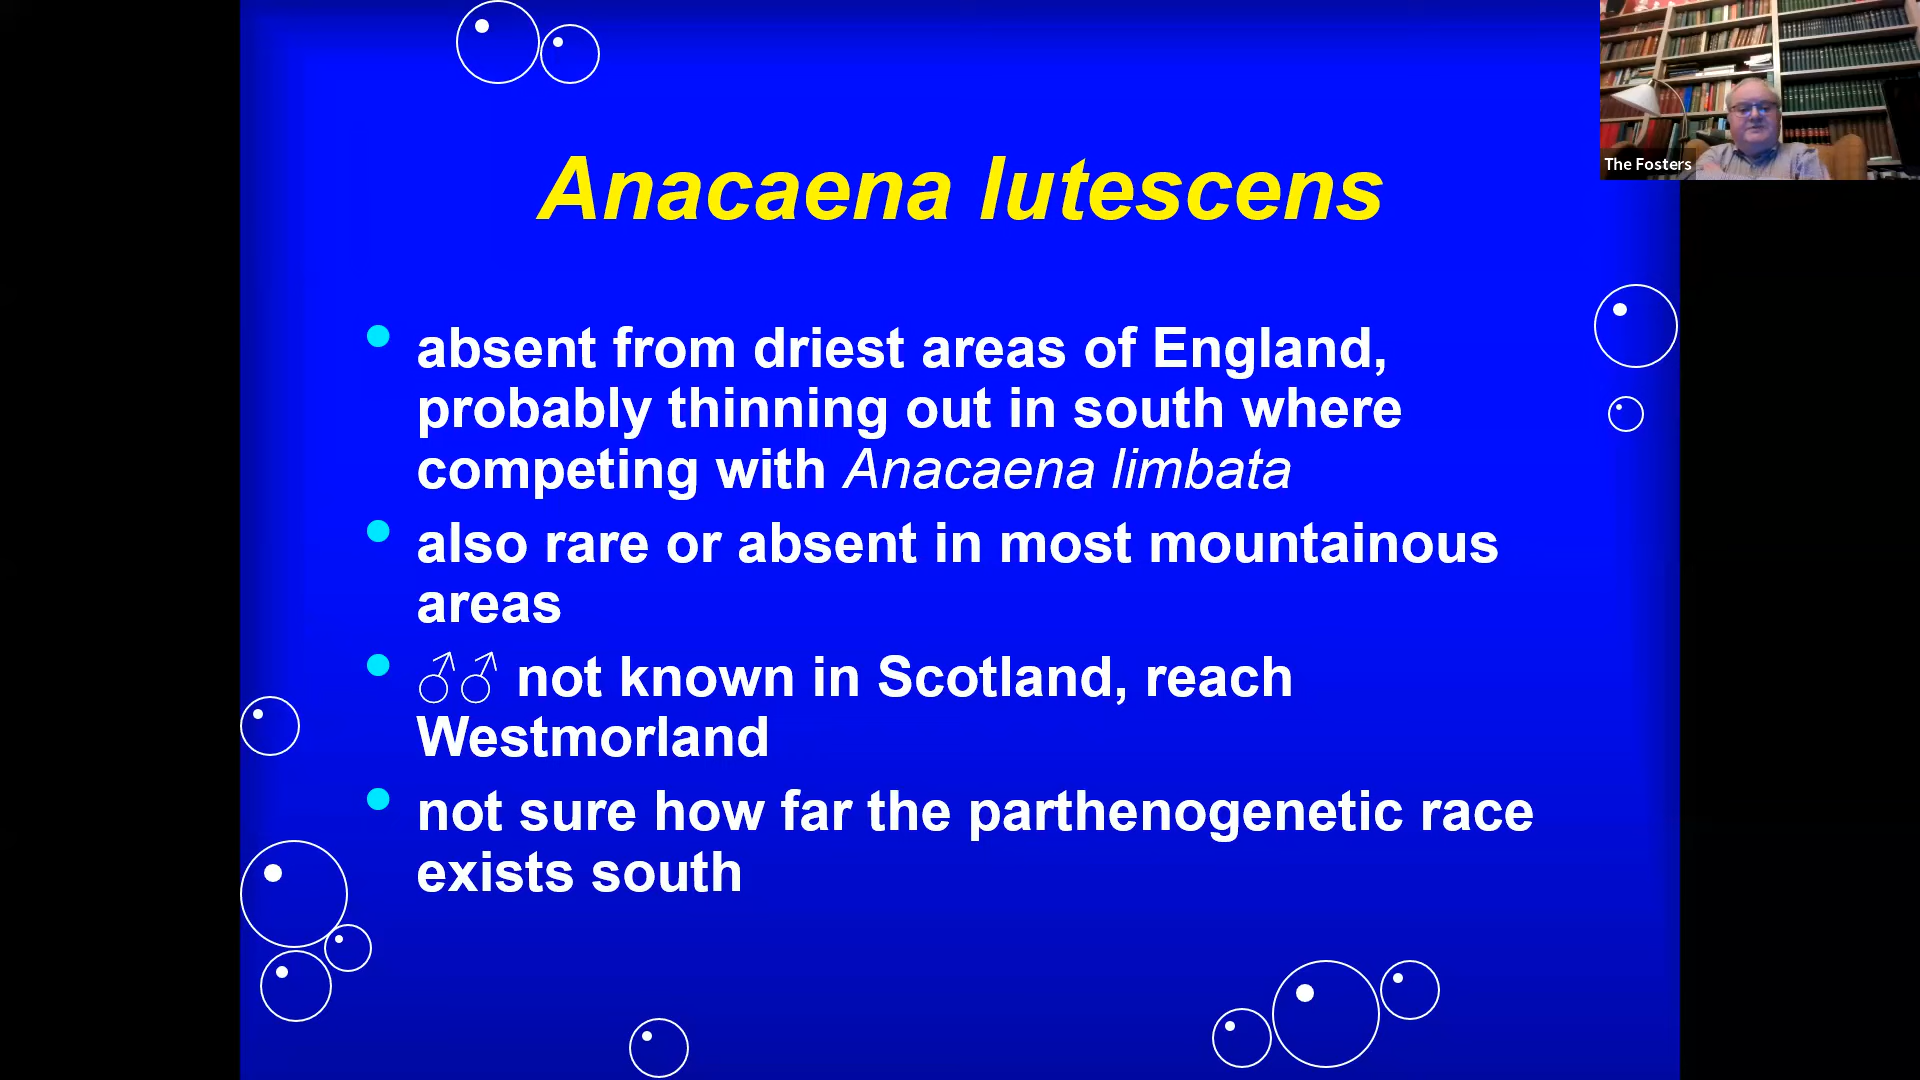 The Fosters
Anacaena lutescens
• absent from driest areas of England,
probably thinning out in south where
competing with Anacaena limbata
• also rare or absent in most mountainous
areas
• ♂♂ not known in Scotland, reach
Westmorland
• not sure how far the parthenogenetic race
exists south